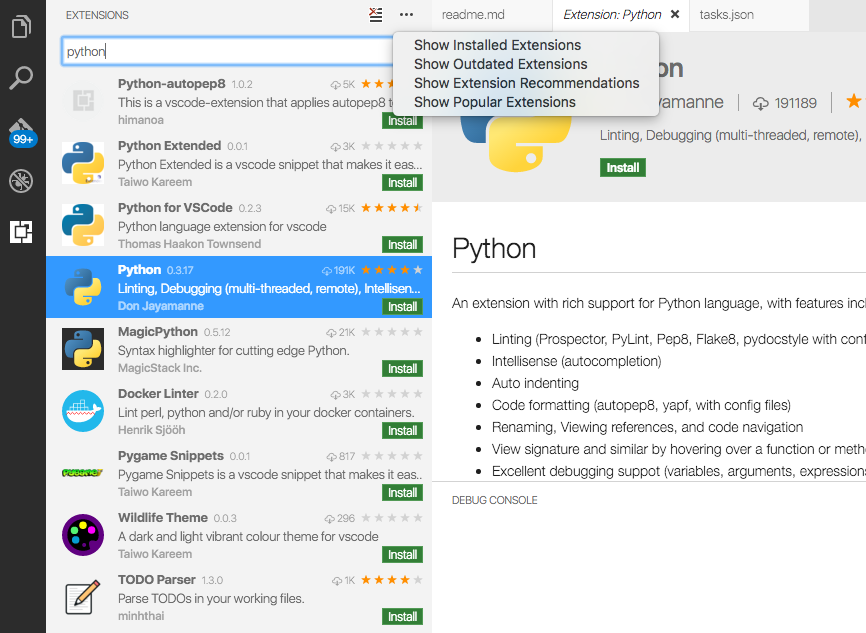 EXTENSIONS
readme.md
Extension: Python
tasks.json
python
Show Installed Extensions
Show Outdated Extensions
Show Extension Recommendations
Show Popular Extensions
Python-autopep8 1.0.2 5K
This is a vscode-extension that applies autopep8
himanoa
Install
Python Extended 0.0.1 3K
Python Extended is a vscode snippet that makes it eas...
Taiwo Kareem
Install
Python for VSCode 0.2.3 15K
Python language extension for vscode
Thomas Haakon Townsend
Install
Python 0.3.17 191K
Linting, Debugging (multi-threaded, remote), Intellisen...
Don Jayamanne
Install
MagicPython 0.5.12 21K
Syntax highlighter for cutting edge Python.
MagicStack Inc.
Install
Docker Linter 0.2.0 3K
Lint perl, python and/or ruby in your docker containers.
Henrik Sjööh
Install
Pygame Snippets 0.0.1 817
Pygame Snippets is a vscode snippet that makes it eas..
Taiwo Kareem
Install
Wildlife Theme 0.0.3 296
A dark and light vibrant colour theme for vscode
Taiwo Kareem
Install
TODO Parser 1.3.0 1K
Parse TODOs in your working files.
minhthai
Install
99+
on
ayamanne 191189
Linting, Debugging (multi-threaded, remote),
Install
Python
An extension with rich support for Python language, with features incl
Linting (Prospector, PyLint, Pep8, Flake8, pydocstyle with conf
Intellisense (autocompletion)
Auto indenting
Code formatting (autopep8, yapf, with config files)
Renaming, Viewing references, and code navigation
View signature and similar by hovering over a function or meth
Excellent debugging suppot (variables, arguments, expressions
DEBUG CONSOLE